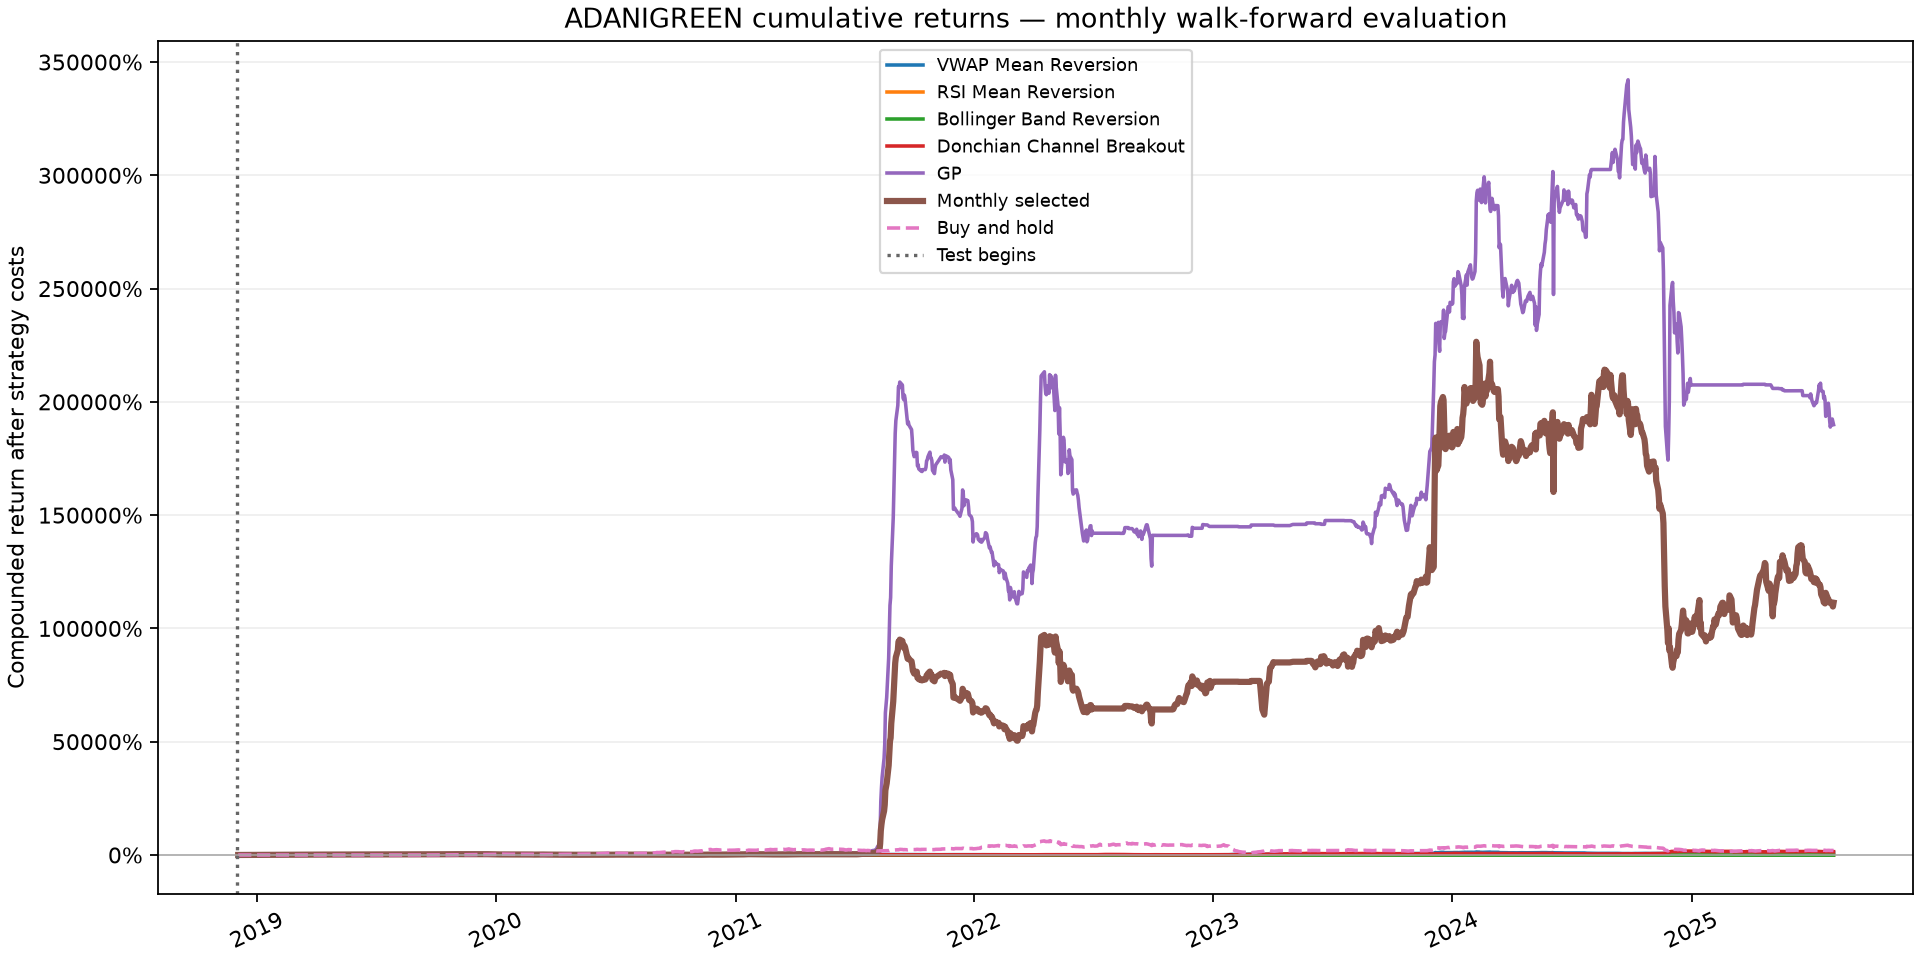 ADANIGREEN cumulative returns — monthly walk-forward evaluation
Compounded return after strategy costs
350000%
300000%
250000%
200000%
150000%
100000%
50000%
0%
VWAP Mean Reversion
RSI Mean Reversion
Bollinger Band Reversion
Donchian Channel Breakout
GP
Monthly selected
Buy and hold
Test begins
2019
2020
2021
2022
2023
2024
2025